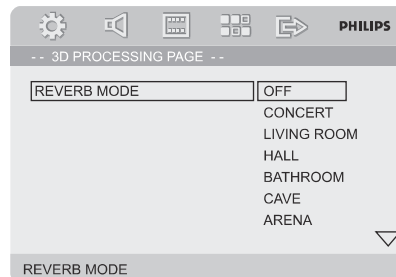 PHILIPS
-- 3D PROCESSING PAGE --
REVERB MODE OFF
CONCERT
LIVING ROOM
HALL
BATHROOM
CAVE
ARENA
REVERB MODE